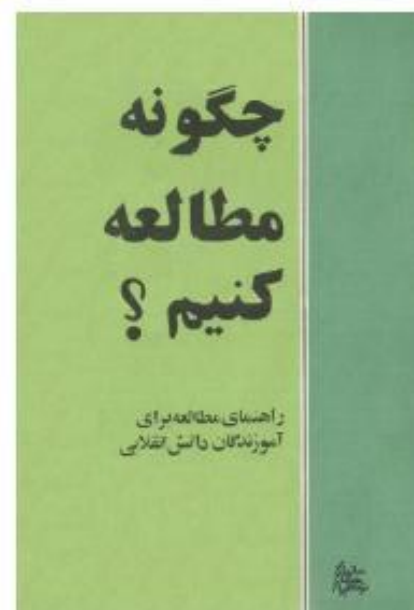 چگونه
مطالعه
کنیم ؟
راهنمای مطالعه برای
آموزندگان دانش انقلابی